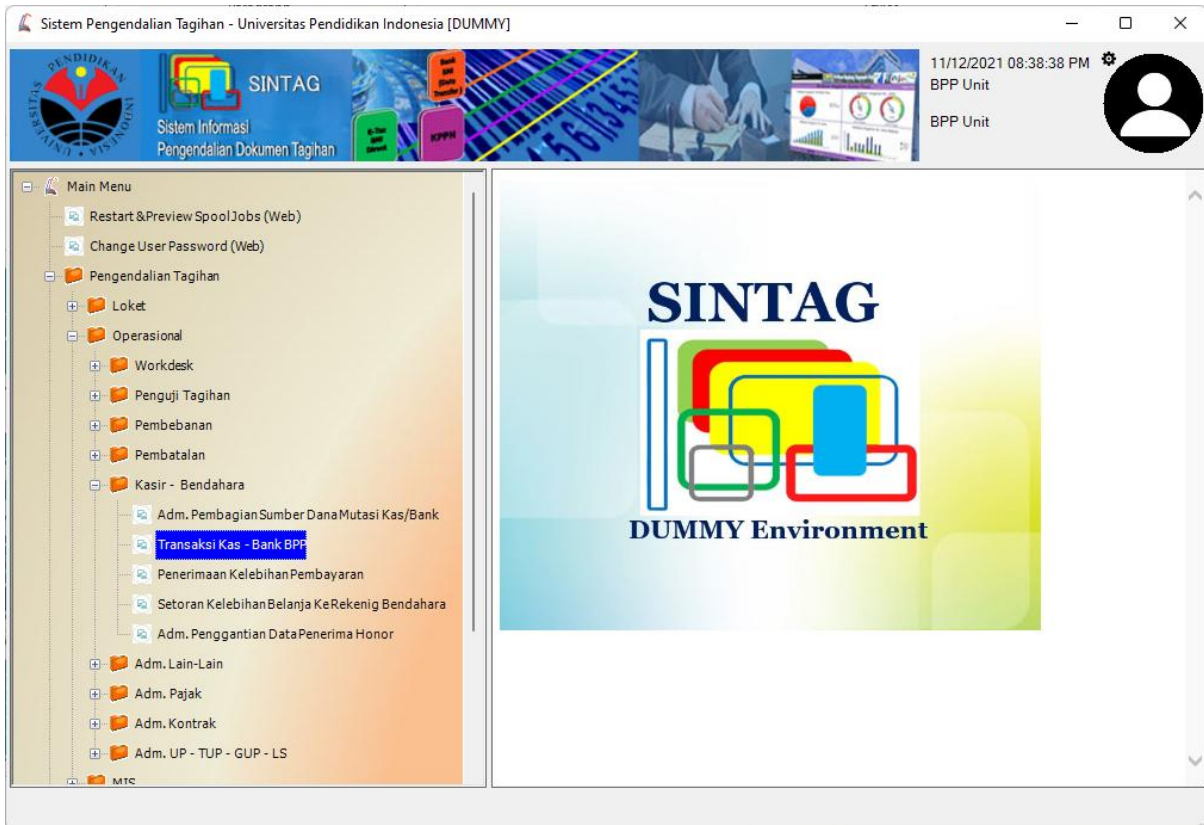 Sistem Pengendalian Tagihan - Universitas Pendidikan Indonesia [DUMMY]
UNIVERSITAS PENDIDIKAN INDONESIA
SINTAG
Sistem Informasi
Pengendalian Dokumen Tagihan
KPPN
11/12/2021 08:38:38 PM
BPP Unit
BPP Unit
Main Menu
Restart & Preview Spool Jobs (Web)
Change User Password (Web)
Pengendalian Tagihan
Loket
Operasional
Workdesk
Penguji Tagihan
Pembebanan
Pembatalan
Kasir - Bendahara
Adm. Pembagian Sumber Dana Mutasi Kas/Bank
Transaksi Kas - Bank BPP
Penerimaan Kelebihan Pembayaran
Setoran Kelebihan Belanja Ke Rekenig Bendahara
Adm. Penggantian Data Penerima Honor
Adm. Lain-Lain
Adm. Pajak
Adm. Kontrak
Adm. UP - TUP - GUP - LS
MIS
SINTAG
DUMMY Environment